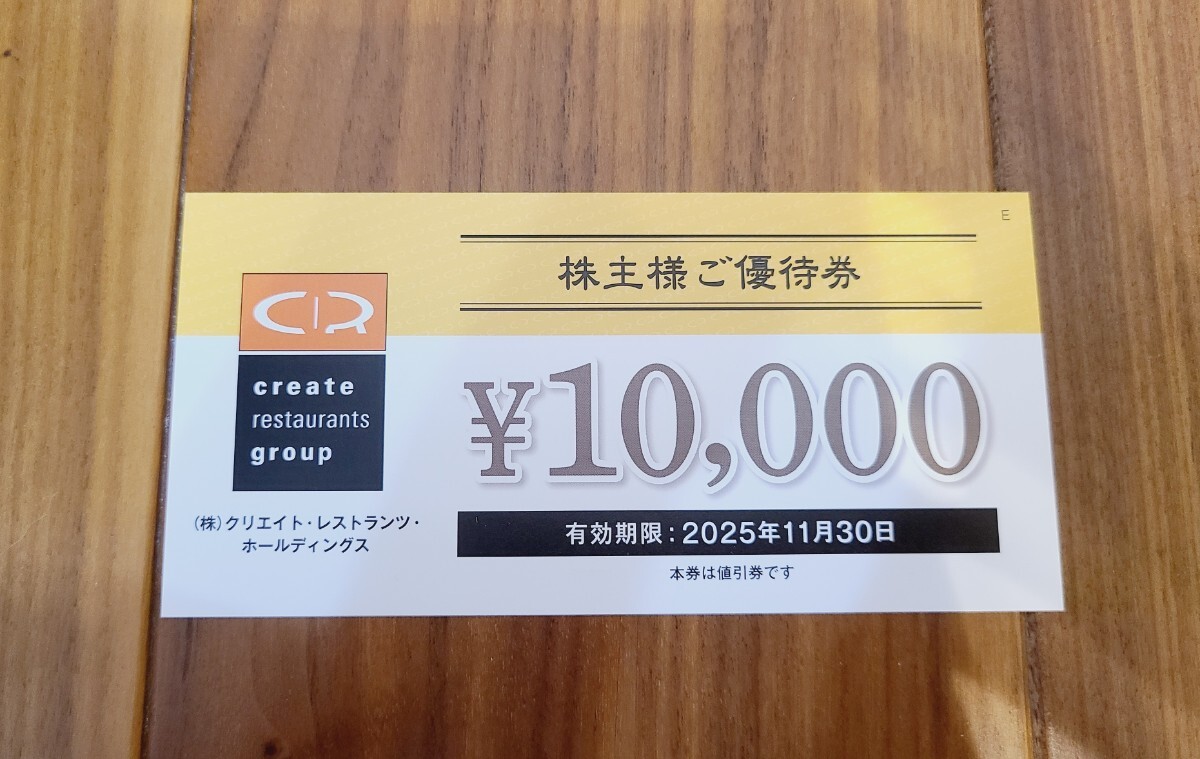 E
株主様ご優待券
CR
create
restaurants
group
¥10,000
(株)クリエイト・レストランツ・
ホールディングス
有効期限:2025年11月30日
本券は値引券です